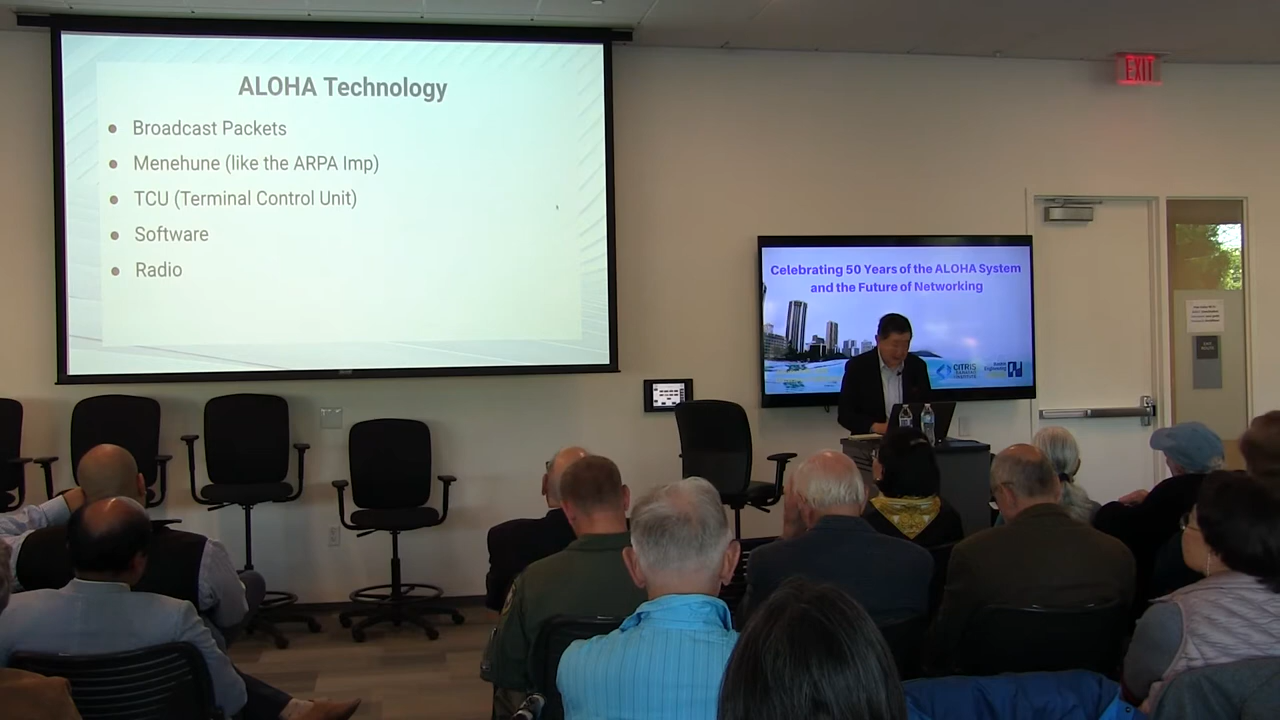 ALOHA Technology
Broadcast Packets
Menehune (like the ARPA Imp)
TCU (Terminal Control Unit)
Software
Radio
EXIT
Celebrating 50 Years of the ALOHA System
and the Future of Networking
CITRIS